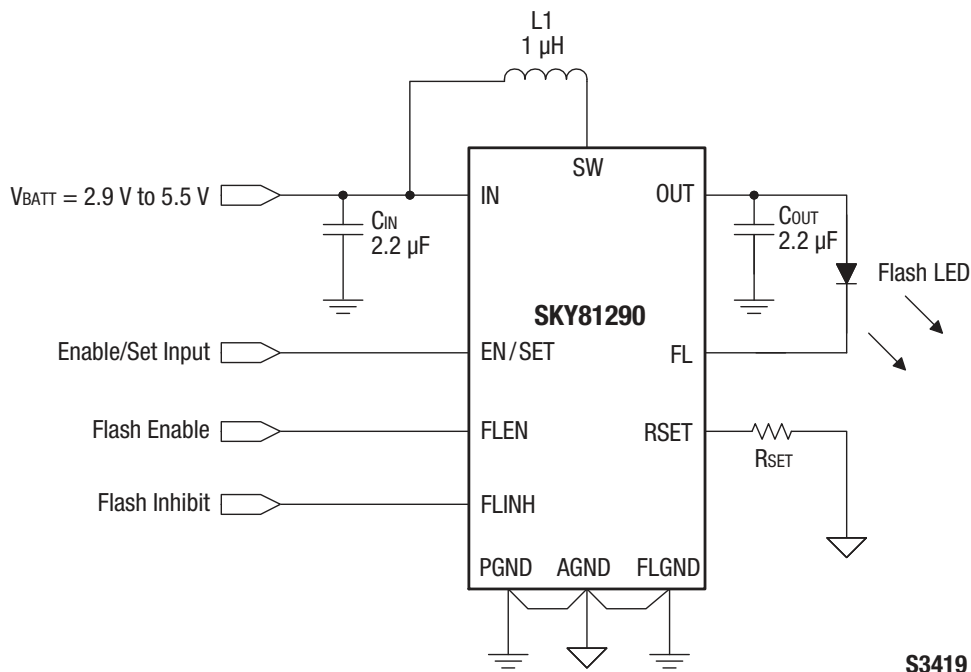 L1
1 µH
SW
VBATT = 2.9 V to 5.5 V
IN
OUT
CIN
2.2 µF
COUT
2.2 µF
Flash LED
SKY81290
Enable/Set Input
EN/SET
FL
Flash Enable
FLEN
RSET
RSET
Flash Inhibit
FLINH
PGND
AGND
FLGND
S3419